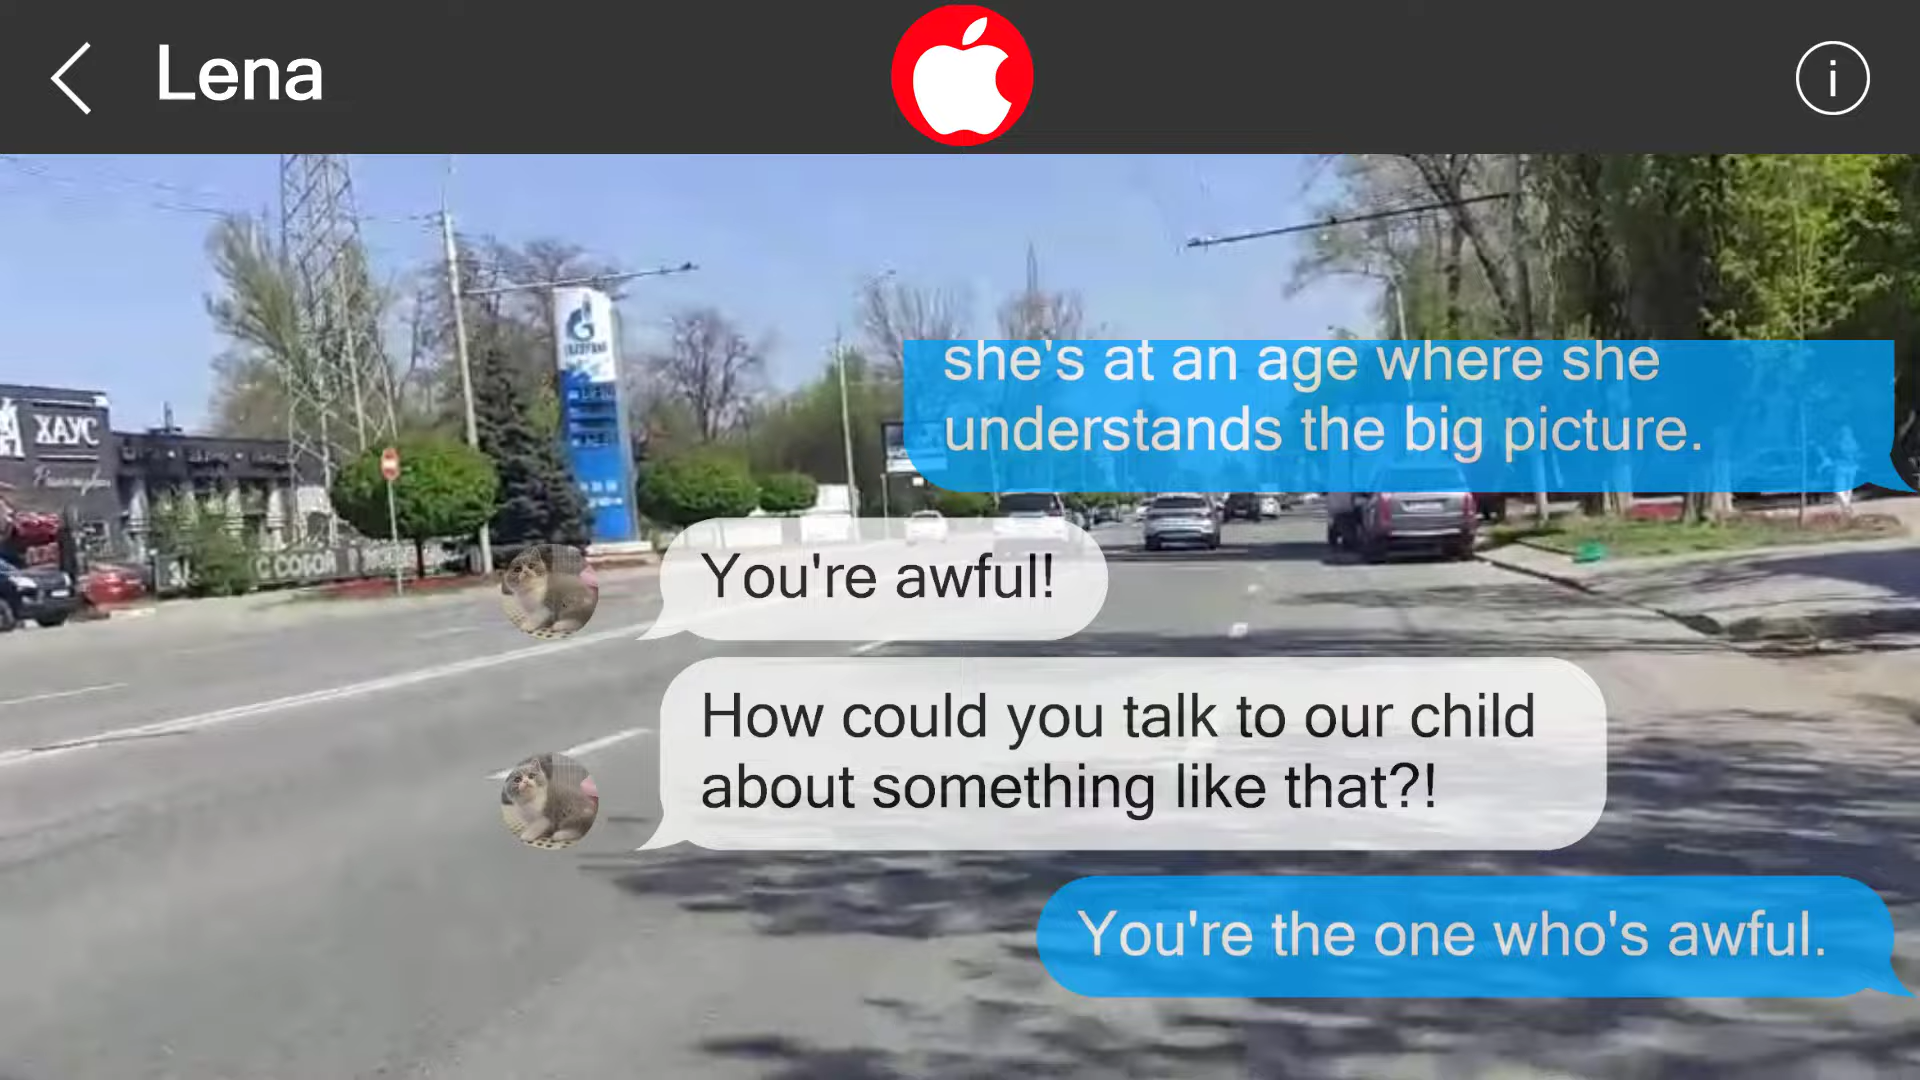 Lena
i
she's at an age where she
understands the big picture.
ХАУС
You're awful!
С СОБОЙ
How could you talk to our child
about something like that?!
You're the one who's awful.